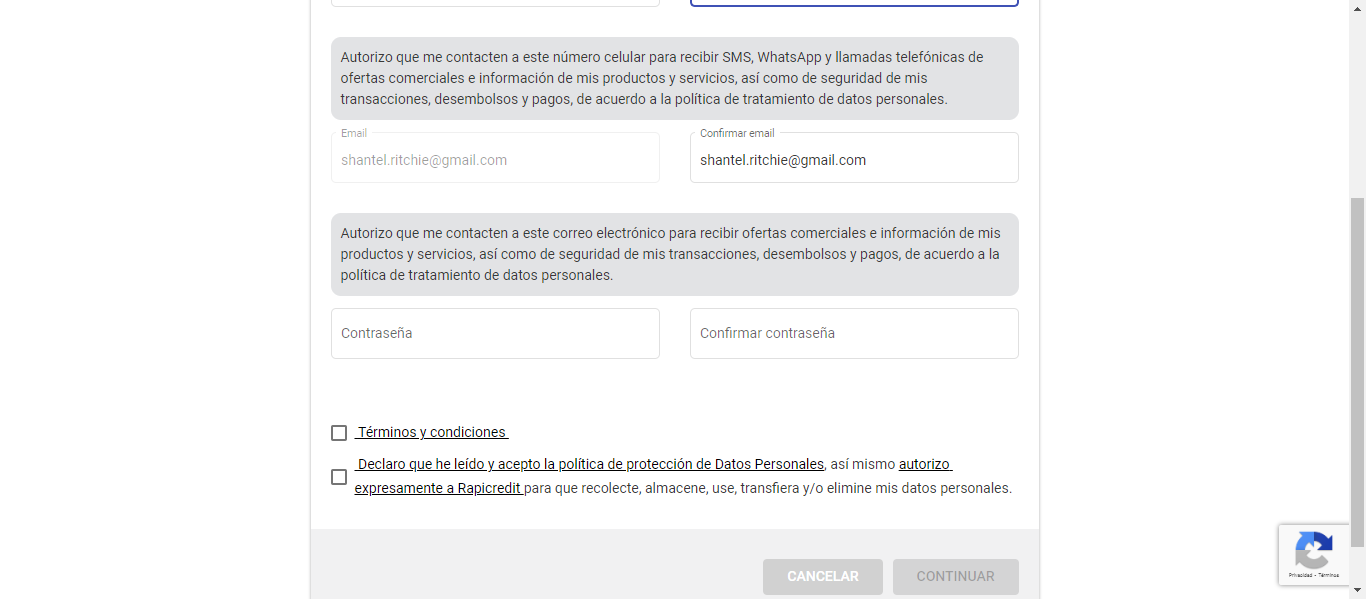 Autorizo que me contacten a este número celular para recibir SMS, WhatsApp y llamadas telefónicas de
ofertas comerciales e información de mis productos y servicios, así como de seguridad de mis
transacciones, desembolsos y pagos, de acuerdo a la política de tratamiento de datos personales.
Email
Confirmar email
shantel.ritchie@gmail.com
shantel.ritchie@gmail.com
Autorizo que me contacten a este correo electrónico para recibir ofertas comerciales e información de mis
productos y servicios, así como de seguridad de mis transacciones, desembolsos y pagos, de acuerdo a la
política de tratamiento de datos personales.
Contraseña
Confirmar contraseña
Términos y condiciones
Declaro que he leído y acepto la política de protección de Datos Personales, así mismo autorizo
expresamente a Rapicredit para que recolecte, almacene, use, transfiera y/o elimine mis datos personales.
CANCELAR
CONTINUAR
Privacidad - Términos